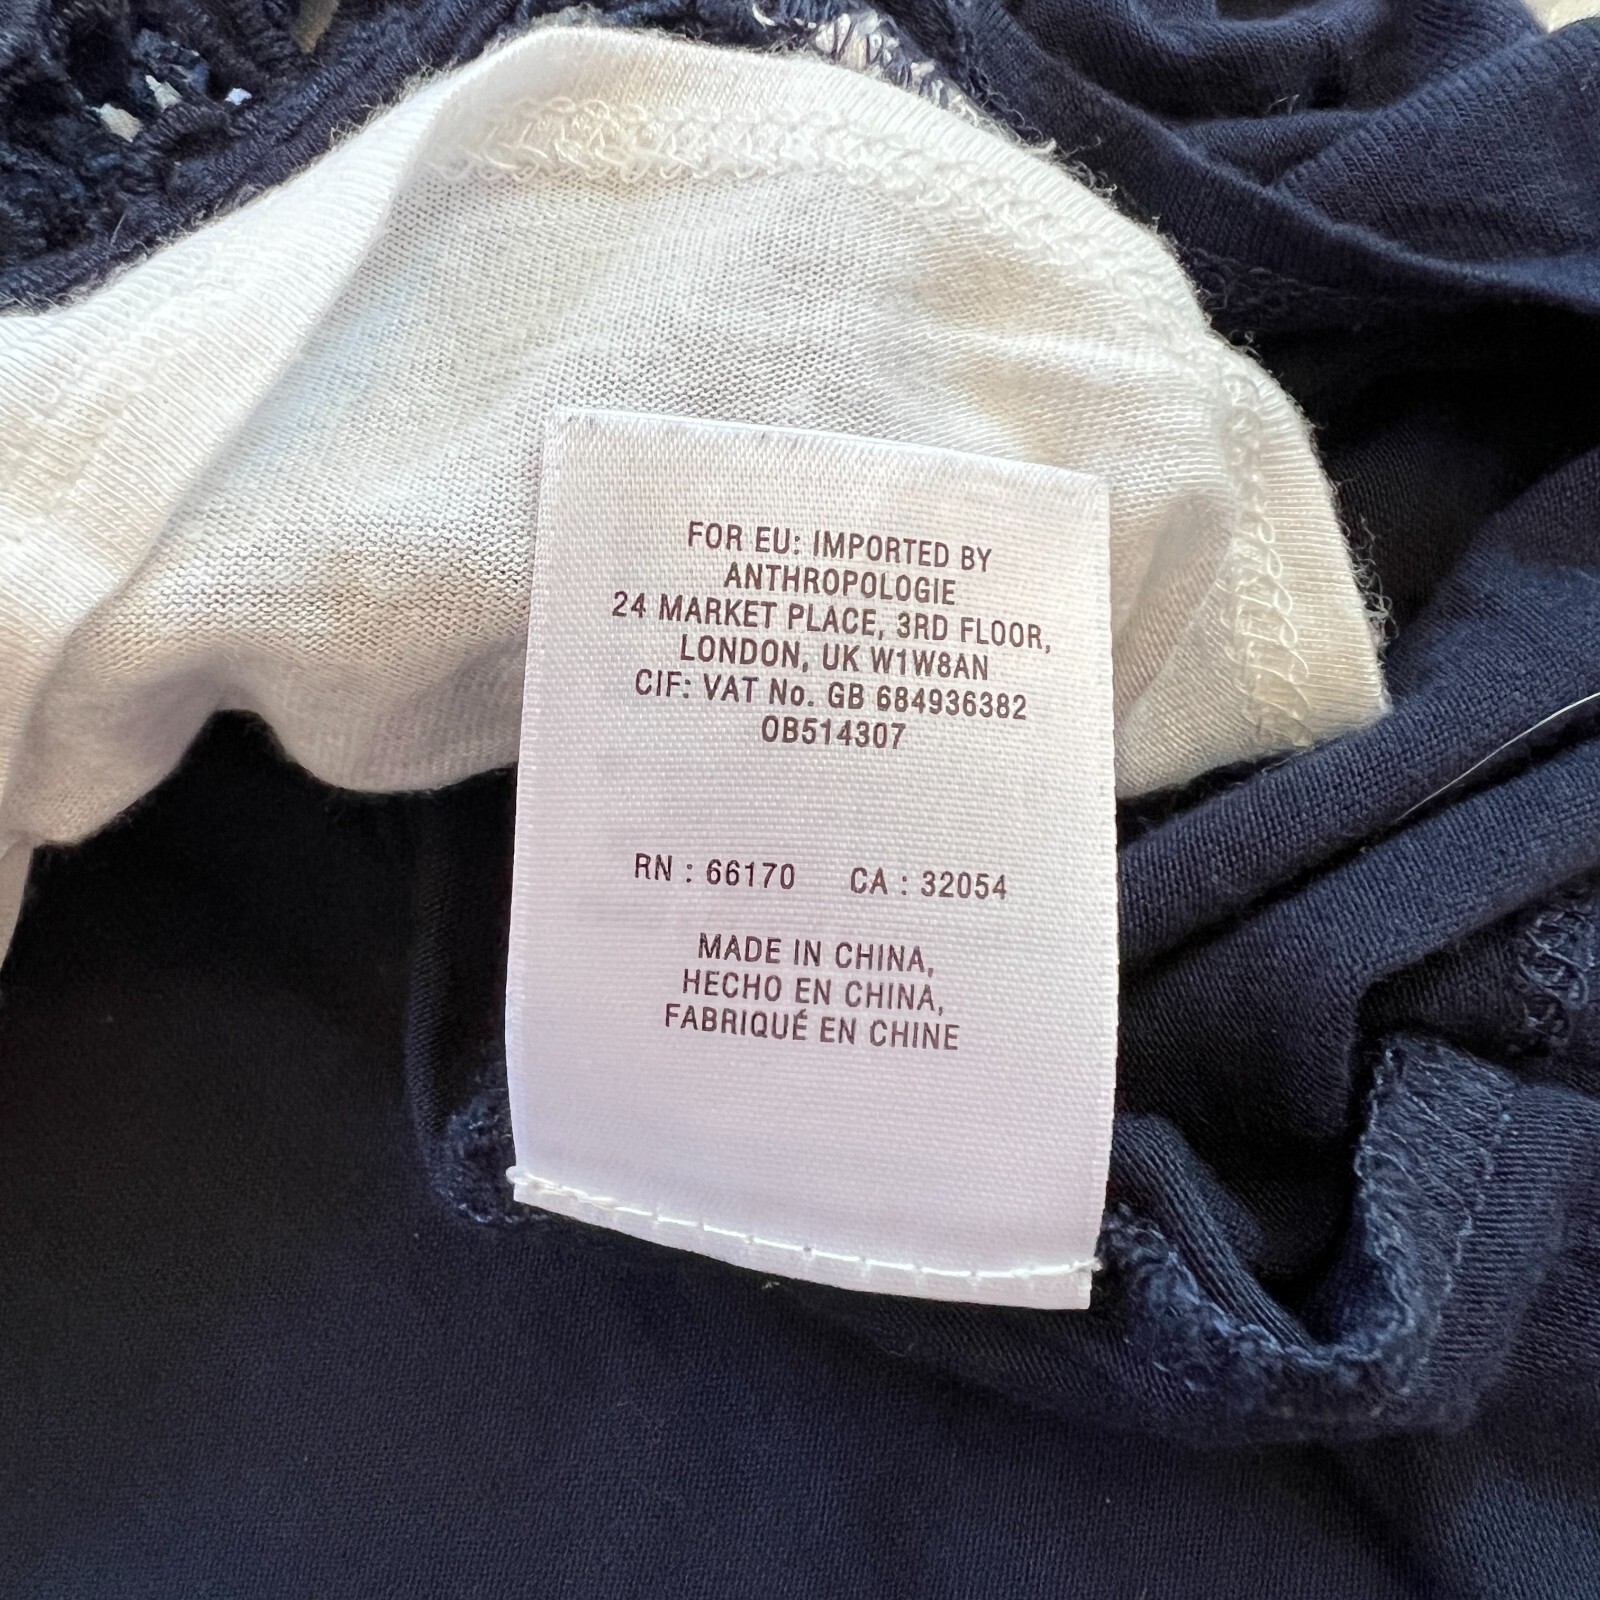 FOR EU: IMPORTED BY
ANTHROPOLOGIE
24 MARKET PLACE, 3RD FLOOR,
LONDON, UK W1W8AN
CIF: VAT No. GB 684936382
OB514307
RN : 66170 CA : 32054
MADE IN CHINA,
HECHO EN CHINA,
FABRIQUÉ EN CHINE